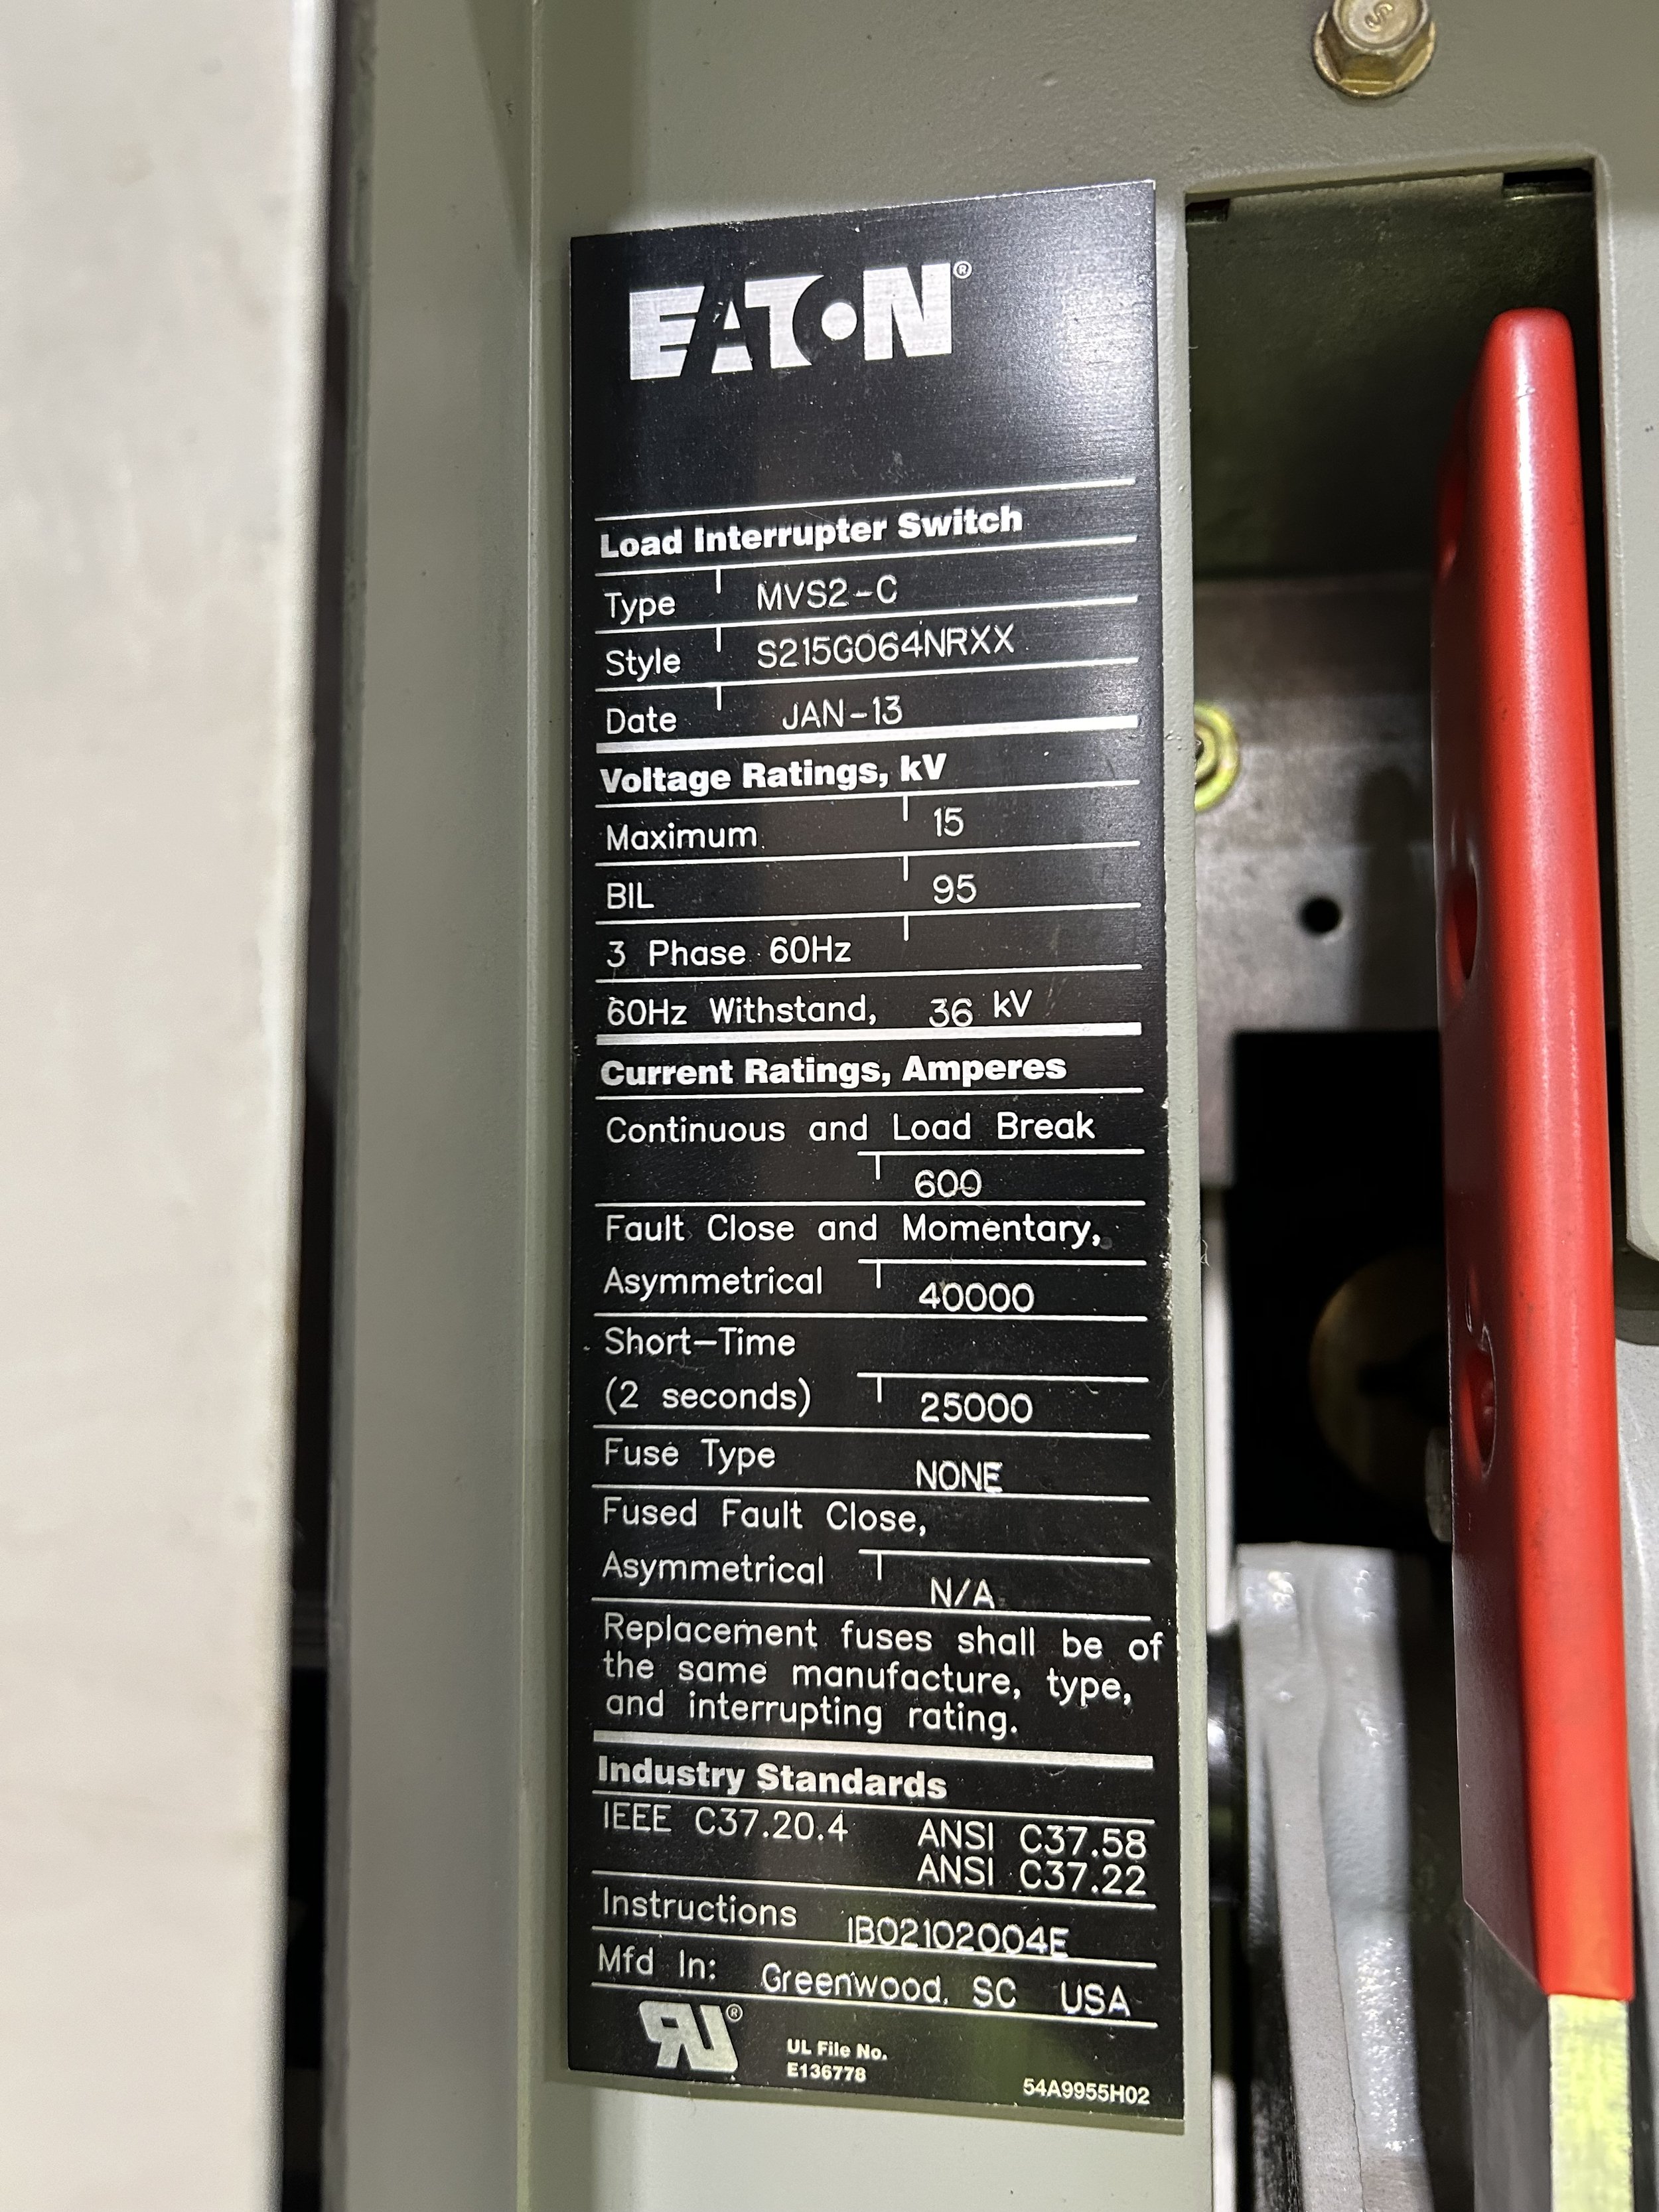 EATON®
Load Interrupter Switch
Type MVS2-C
Style S215G064NRXX
Date JAN-13
Voltage Ratings, kV
Maximum 15
BIL 95
3 Phase 60Hz
60Hz Withstand, 36 kV
Current Ratings, Amperes
Continuous and Load Break
600
Fault Close and Momentary,
Asymmetrical 40000
Short-Time
(2 seconds) 25000
Fuse Type NONE
Fused Fault Close,
Asymmetrical N/A
Replacement fuses shall be of
the same manufacture, type,
and interrupting rating.
Industry Standards
IEEE C37.20.4 ANSI C37.58
ANSI C37.22
Instructions IB02102004E
Mfd In: Greenwood, SC USA
RU®
UL File No.
E136778
54A9955H02